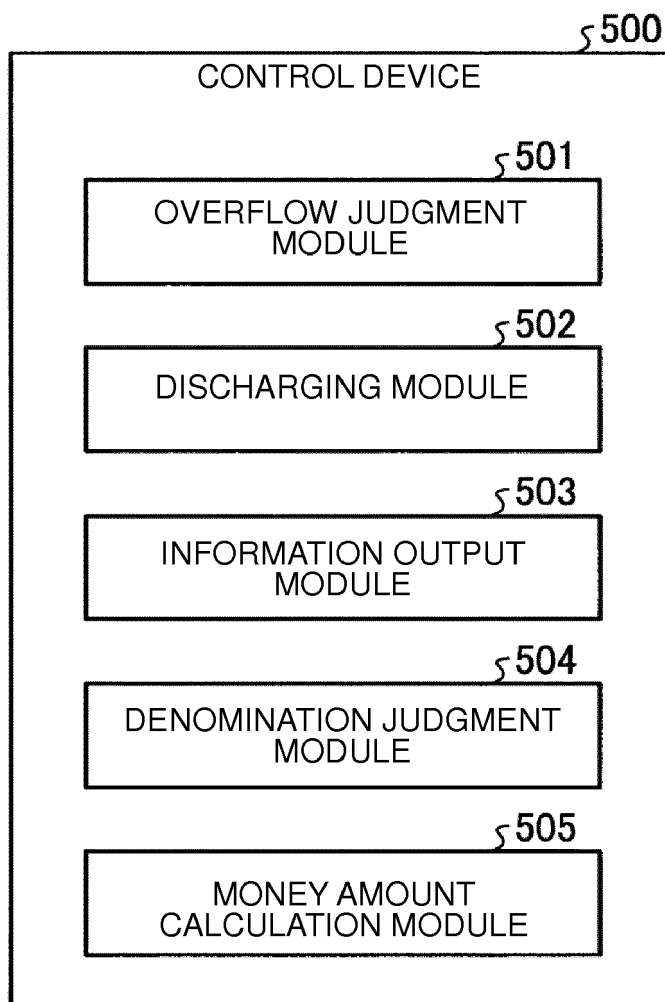 500
CONTROL DEVICE
501
OVERFLOW JUDGMENT
MODULE
502
DISCHARGING MODULE
503
INFORMATION OUTPUT
MODULE
504
DENOMINATION JUDGMENT
MODULE
505
MONEY AMOUNT
CALCULATION MODULE